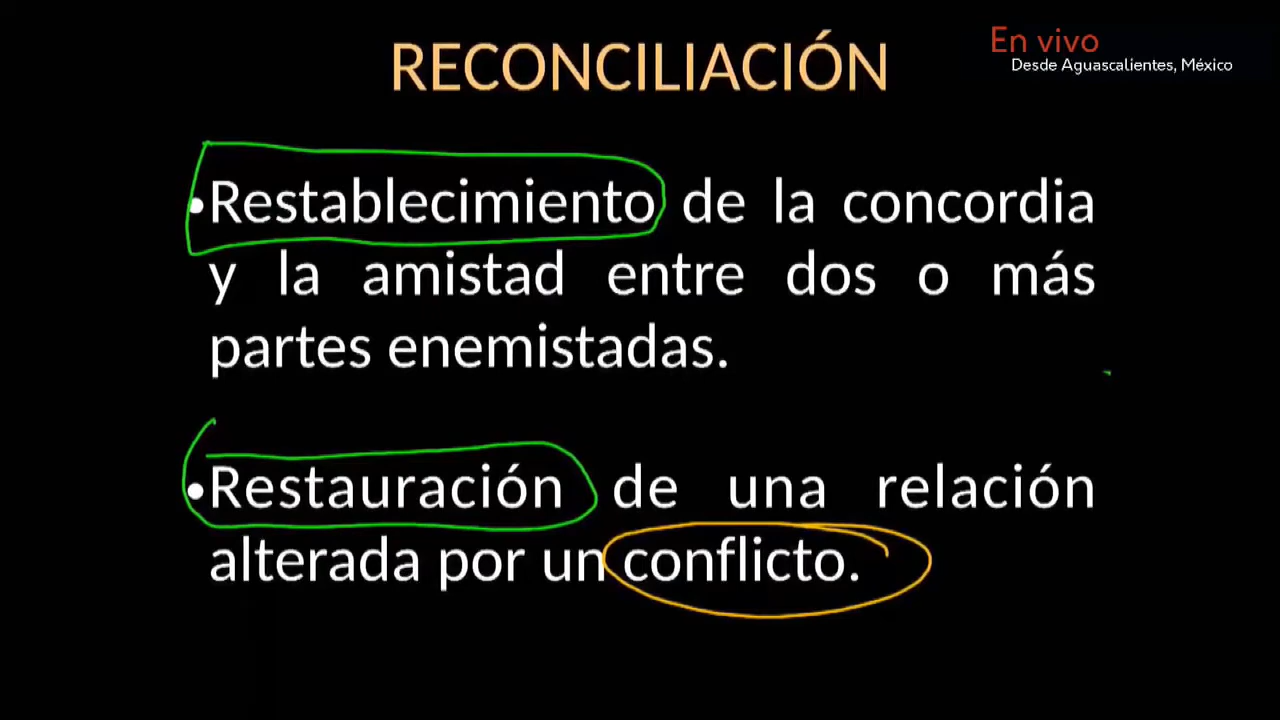 RECONCILIACIÓN
En vivo
Desde Aguascalientes, México
•Restablecimiento de la concordia
y la amistad entre dos o más
partes enemistadas.
•Restauración de una relación
alterada por un conflicto.